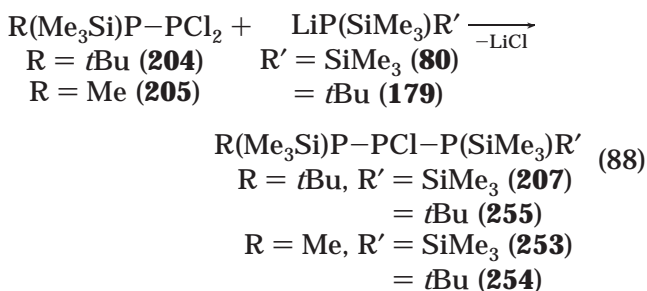 R(Me₃Si)P−PCl₂ + LiP(SiMe₃)R′ −LiCl
R = tBu (204) R′ = SiMe₃ (80)
R = Me (205) = tBu (179)
R(Me₃Si)P−PCl−P(SiMe₃)R′ (88)
R = tBu, R′ = SiMe₃ (207)
= tBu (255)
R = Me, R′ = SiMe₃ (253)
= tBu (254)